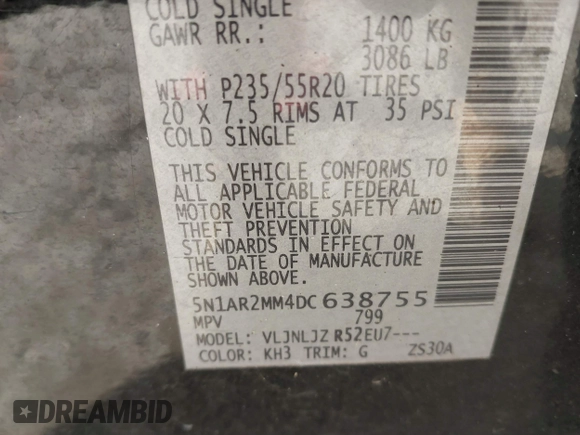 COLD SINGLE
GAWR RR.: 1400 KG
3086 LB
WITH P235/55R20 TIRES
20 X 7.5 RIMS AT 35 PSI
COLD SINGLE
THIS VEHICLE CONFORMS TO
ALL APPLICABLE FEDERAL
MOTOR VEHICLE SAFETY AND
THEFT PREVENTION
STANDARDS IN EFFECT ON
THE DATE OF MANUFACTURE
SHOWN ABOVE.
5N1AR2MM4DC638755
MPV 799
MODEL: VLJNLJZ R52EU7---
COLOR: KH3 TRIM: G ZS30A
DREAMBID